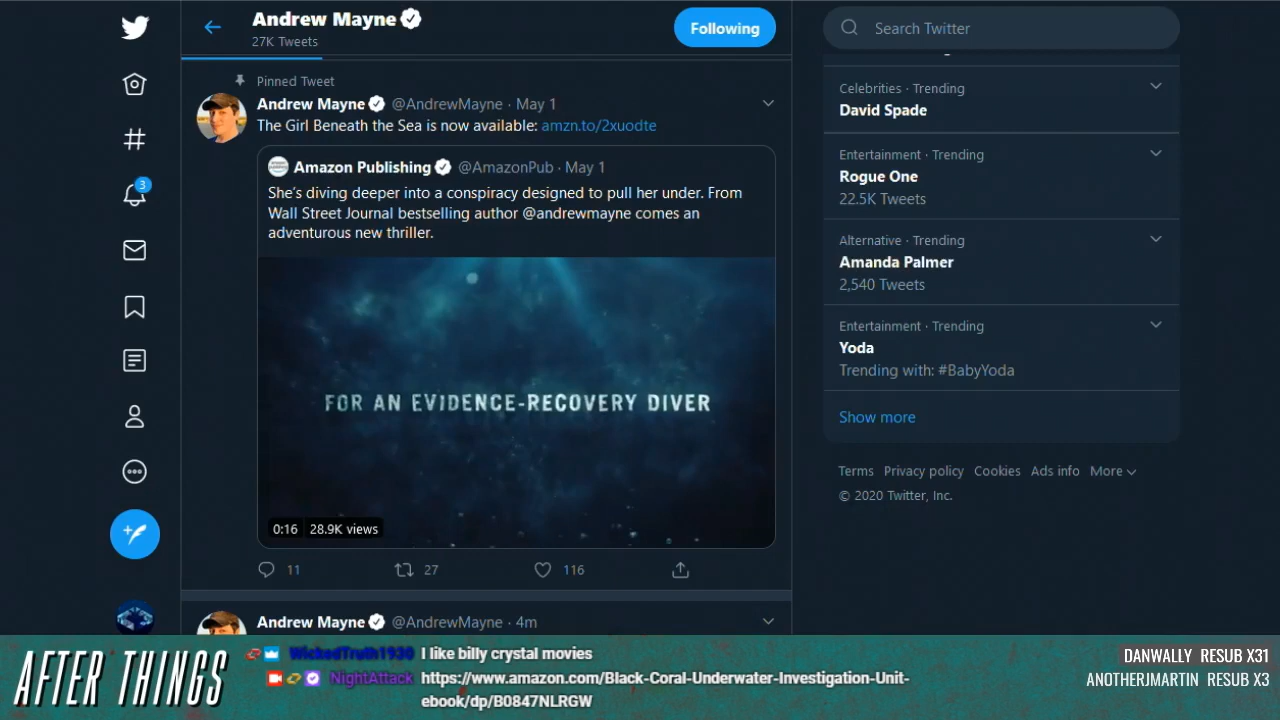 Andrew Mayne
27K Tweets
Following
Search Twitter
Pinned Tweet
Andrew Mayne @AndrewMayne · May 1
The Girl Beneath the Sea is now available: amzn.to/2xuodte
Amazon Publishing @AmazonPub · May 1
She's diving deeper into a conspiracy designed to pull her under. From
Wall Street Journal bestselling author @andrewmayne comes an
adventurous new thriller.
FOR AN EVIDENCE-RECOVERY DIVER
0:16 28.9K views
11 27 116
Andrew Mayne @AndrewMayne · 4m
3
Celebrities · Trending
David Spade
Entertainment · Trending
Rogue One
22.5K Tweets
Alternative · Trending
Amanda Palmer
2,540 Tweets
Entertainment · Trending
Yoda
Trending with: #BabyYoda
Show more
Terms Privacy policy Cookies Ads info More
© 2020 Twitter, Inc.
AFTER THINGS
WickedTruth1930 I like billy crystal movies
NightAttack https://www.amazon.com/Black-Coral-Underwater-Investigation-Unit-
ebook/dp/B0847NLRGW
DANWALLY RESUB X31
ANOTHERJMARTIN RESUB X3